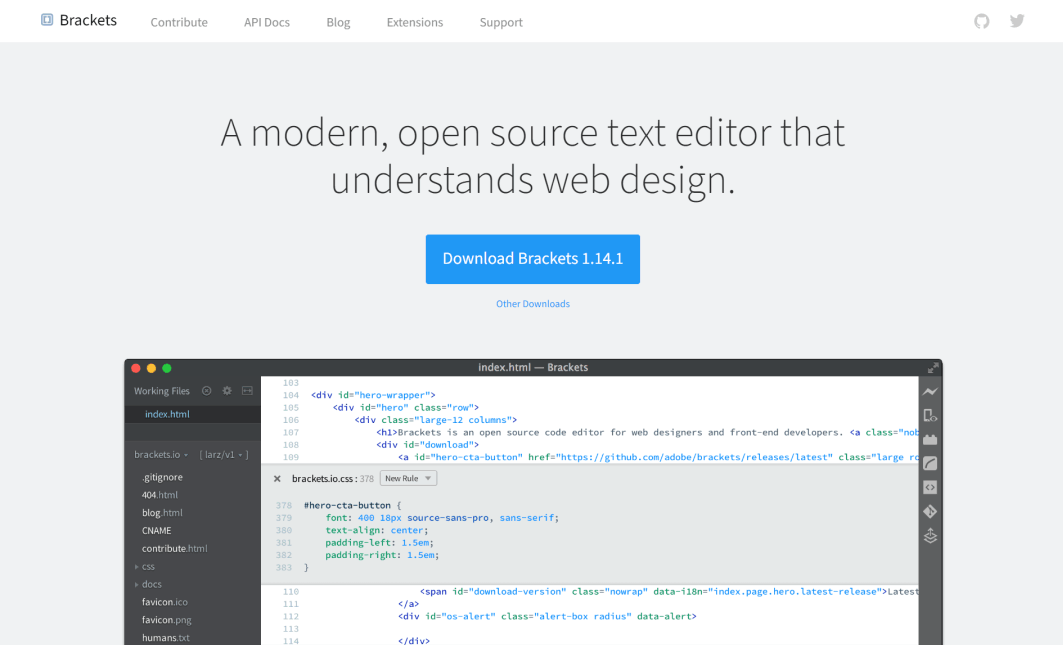 Brackets Contribute API Docs Blog Extensions Support
A modern, open source text editor that
understands web design.
Download Brackets 1.14.1
Other Downloads
index.html — Brackets
Working Files
index.html
brackets.io [ larz/v1 ]
.gitignore
404.html
blog.html
CNAME
contribute.html
css
docs
favicon.ico
favicon.png
humans.txt
103
104 <div id="hero-wrapper">
105 <div id="hero" class="row">
106 <div class="large-12 columns">
107 <h1>Brackets is an open source code editor for web designers and front-end developers. <a class="nob
108 <div id="download">
109 <a id="hero-cta-button" href="https://github.com/adobe/brackets/releases/latest" class="large ro
× brackets.io.css : 378 New Rule
378 #hero-cta-button {
379 font: 400 18px source-sans-pro, sans-serif;
380 text-align: center;
381 padding-left: 1.5em;
382 padding-right: 1.5em;
383 }
110 <span id="download-version" class="nowrap" data-i18n="index.page.hero.latest-release">Latest
111 </a>
112 <div id="os-alert" class="alert-box radius" data-alert>
113
114 </div>